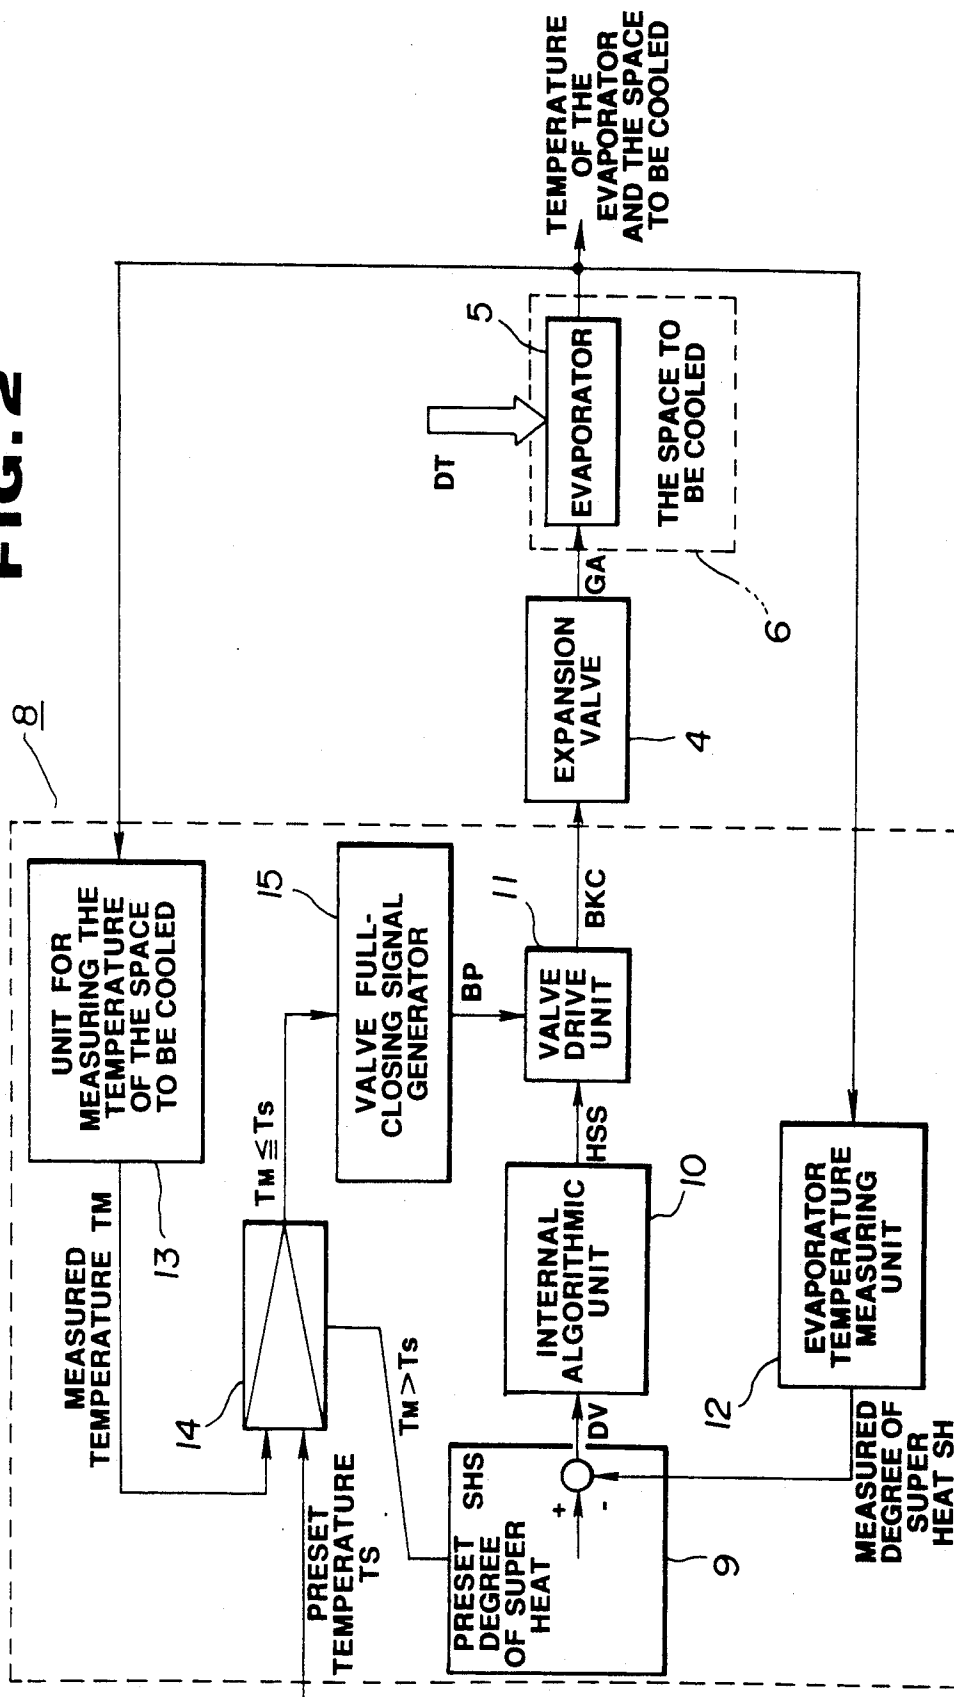 FIG. 2
8
UNIT FOR
MEASURING THE
TEMPERATURE
OF THE SPACE
TO BE COOLED
13
MEASURED
TEMPERATURE TM
TM ≦ TS
14
PRESET
TEMPERATURE
TS
TM > TS
15
VALVE FULL-
CLOSING SIGNAL
GENERATOR
BP
PRESET
DEGREE
OF SUPER
HEAT
SHS
+
-
9
DV
INTERNAL
ALGORITHMIC
UNIT
10
HSS
11
VALVE
DRIVE
UNIT
BKC
EXPANSION
VALVE
4
GA
DT
5
EVAPORATOR
THE SPACE TO
BE COOLED
6
TEMPERATURE
OF THE
EVAPORATOR
AND THE SPACE
TO BE COOLED
12
EVAPORATOR
TEMPERATURE
MEASURING
UNIT
MEASURED
DEGREE OF
SUPER
HEAT SH